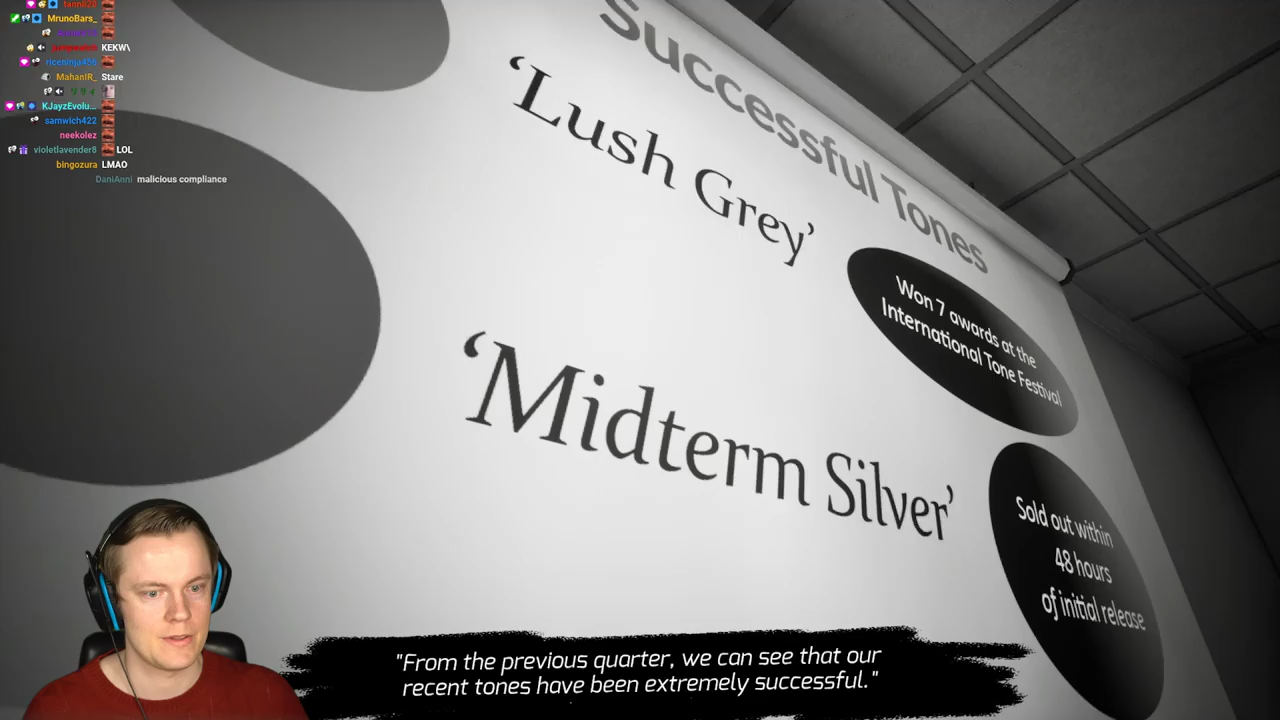 tanni28
MrunoBars_
KEKW\
riceninja456
MahanIR_ Stare
KJayzEvolu...
samwich422
neekolez
violetlavender8 LOL
bingozura LMAO
DaniAnni malicious compliance
Successful Tones
‘Lush Grey’
Won 7 awards at the
International Tone Festival
‘Midterm Silver’
Sold out within
48 hours
of initial release
"From the previous quarter, we can see that our
recent tones have been extremely successful."